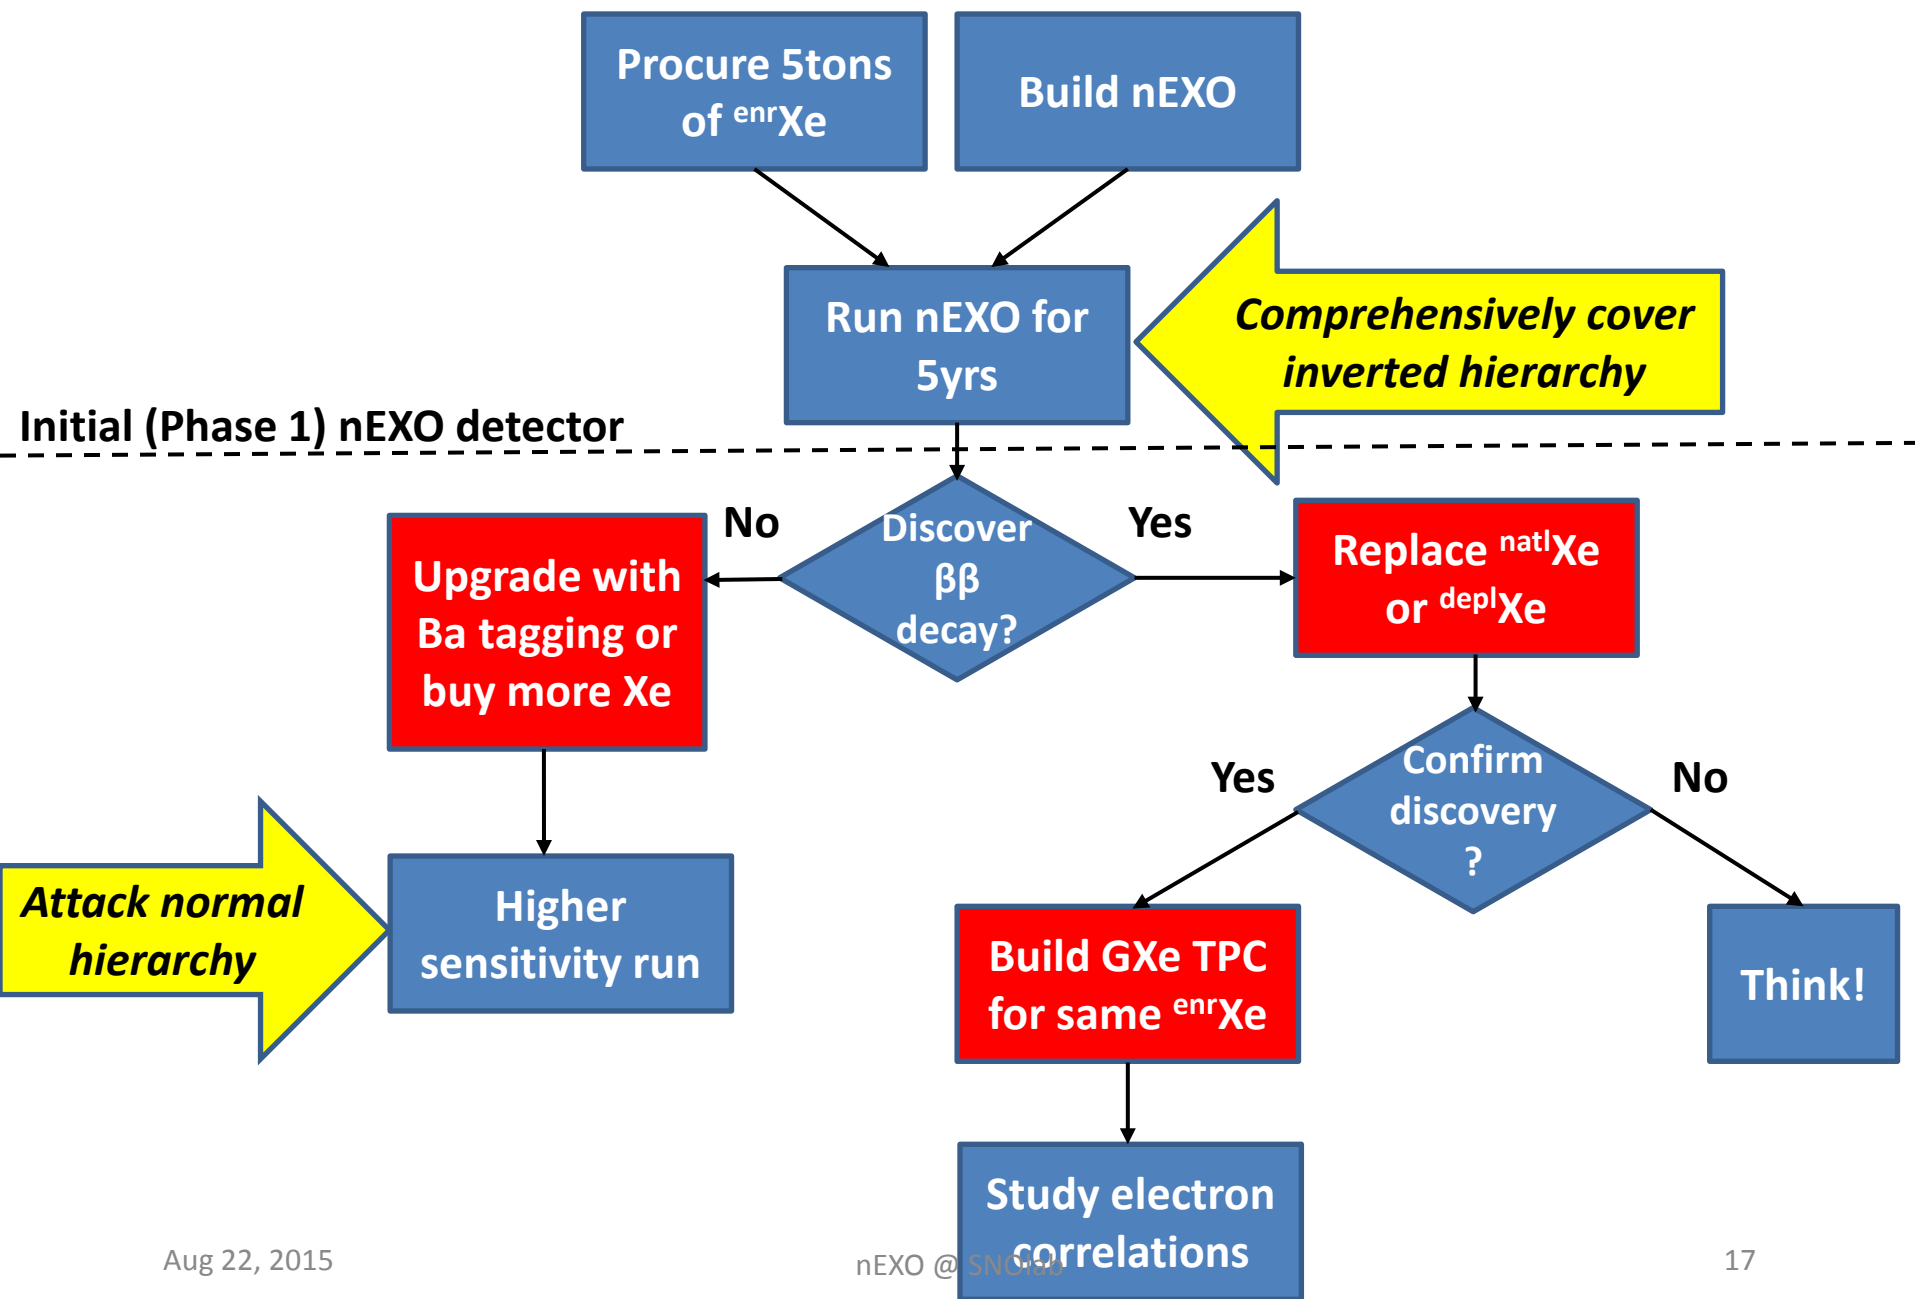 Procure 5tons
of enrXe
Build nEXO
Run nEXO for
5yrs
Comprehensively cover
inverted hierarchy
Initial (Phase 1) nEXO detector
No
Discover
ββ
decay?
Yes
Upgrade with
Ba tagging or
buy more Xe
Replace natlXe
or deplXe
Yes
Confirm
discovery
?
No
Attack normal
hierarchy
Higher
sensitivity run
Build GXe TPC
for same enrXe
Think!
Study electron
correlations
Aug 22, 2015
nEXO @ SNOlab
17